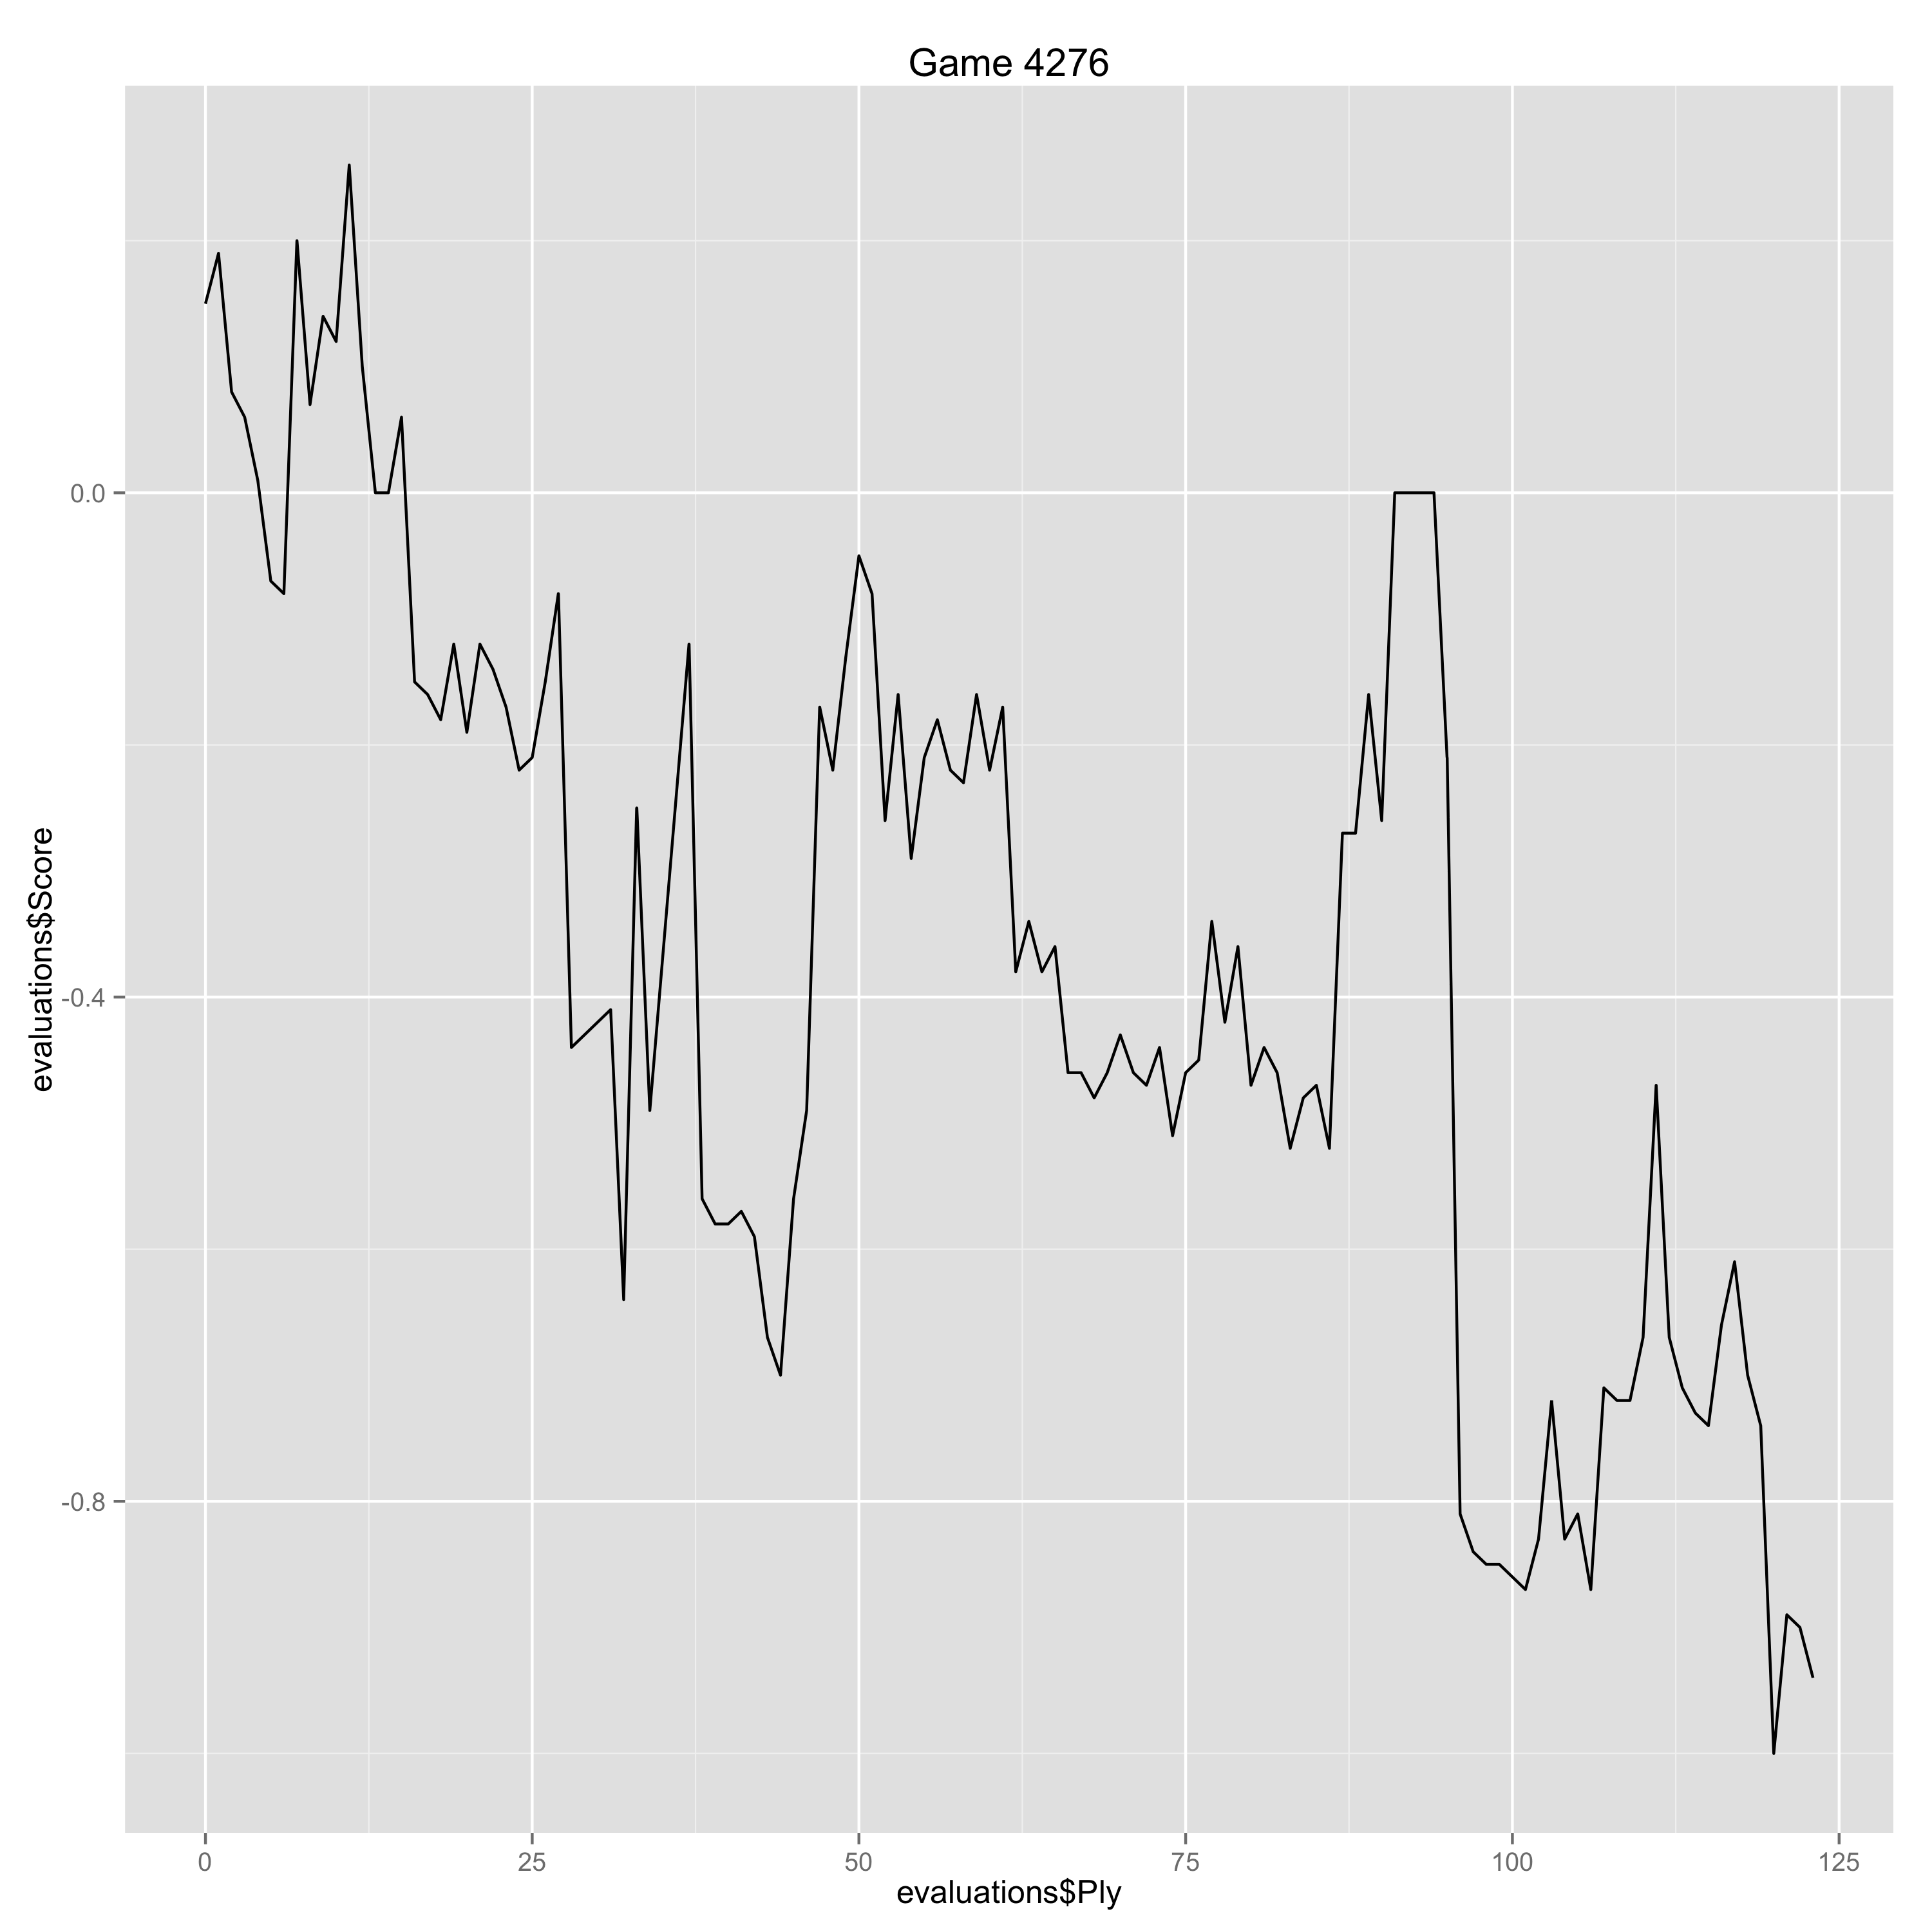 Game 4276
evaluations$Score
0.0
-0.4
-0.8
0 25 50 75 100 125
evaluations$Ply